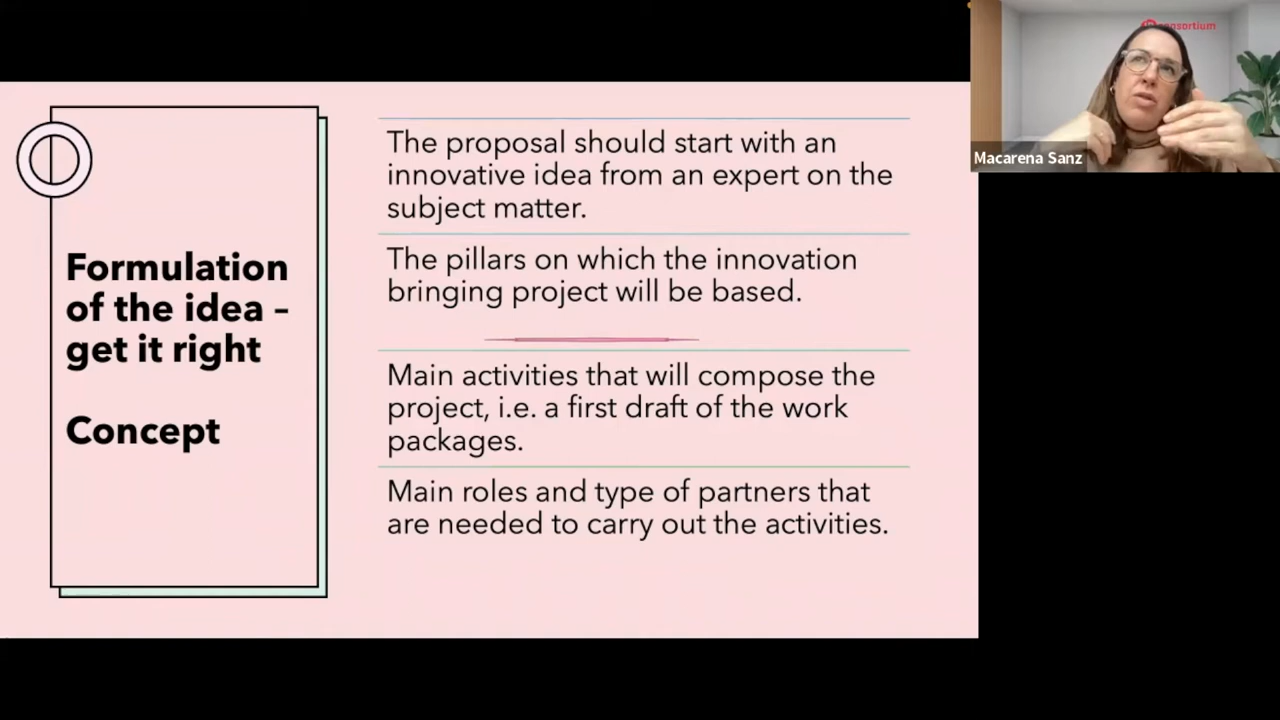 Formulation
of the idea –
get it right
Concept
The proposal should start with an
innovative idea from an expert on the
subject matter.
The pillars on which the innovation
bringing project will be based.
Main activities that will compose the
project, i.e. a first draft of the work
packages.
Main roles and type of partners that
are needed to carry out the activities.
Macarena Sanz